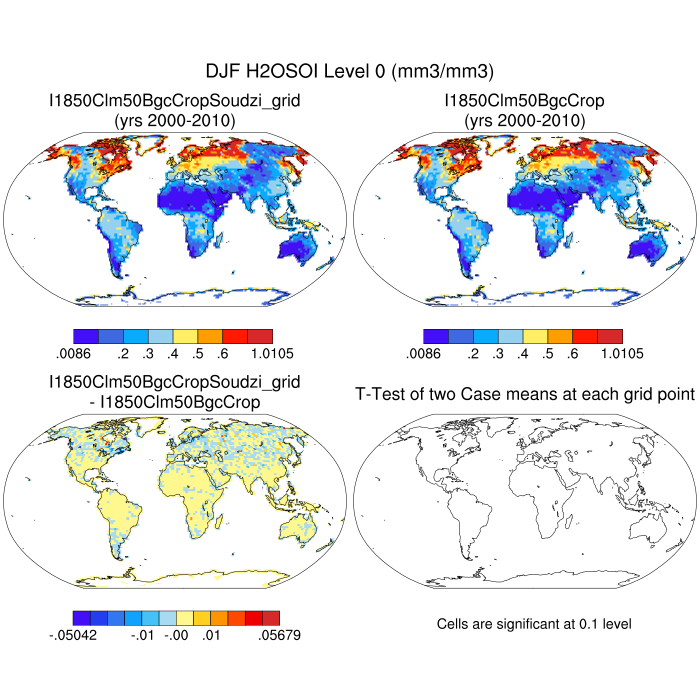 DJF H2OSOI Level 0 (mm3/mm3)
I1850Clm50BgcCropSoudzi_grid
(yrs 2000-2010)
I1850Clm50BgcCrop
(yrs 2000-2010)
.0086 .2 .3 .4 .5 .6 1.0105
.0086 .2 .3 .4 .5 .6 1.0105
I1850Clm50BgcCropSoudzi_grid
- I1850Clm50BgcCrop
T-Test of two Case means at each grid point
-.05042 -.01 -.00 .01 .05679
Cells are significant at 0.1 level